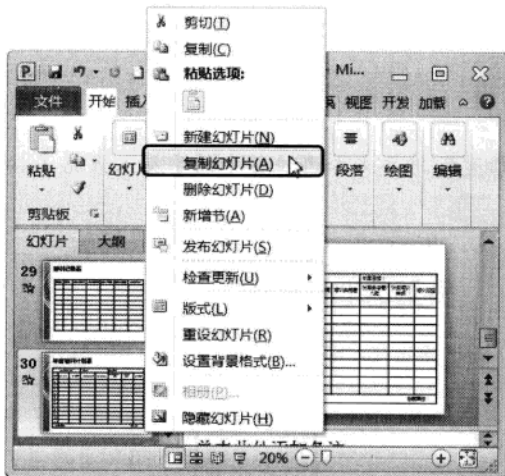 剪切(T)
复制(C)
粘贴选项:
新建幻灯片(N)
复制幻灯片(A)
删除幻灯片(D)
新增节(A)
发布幻灯片(S)
检查更新(U)
版式(L)
重设幻灯片(R)
设置背景格式(B)...
相册(P)...
隐藏幻灯片(H)
P
Mi...
文件 开始 插 视图 开发 加载
粘贴 幻灯片 段落 绘图 编辑
剪贴板
幻灯片 大纲
29
30
20%